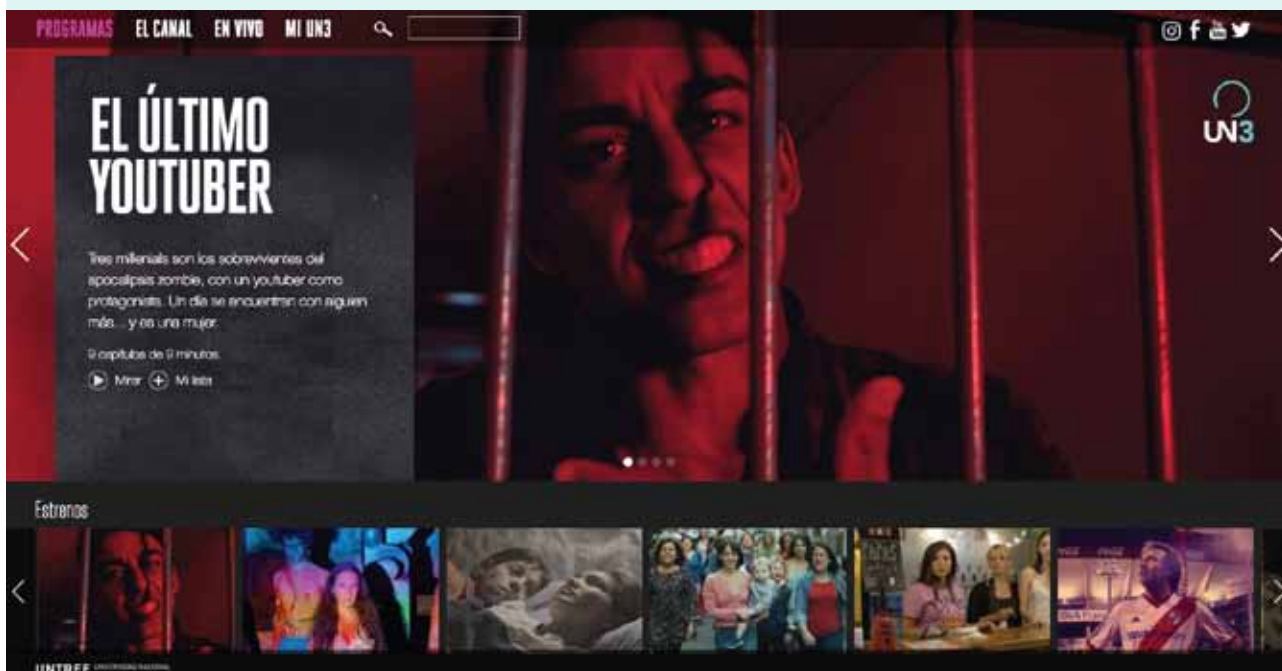 PROGRAMAS EL CANAL EN VIVO MI UN3
UN3
EL ÚLTIMO
YOUTUBER
Tres millenials son los sobrevivientes del
apocalipsis zombie, con un youtuber como
protagonista. Un día se encuentran con alguien
más... y es una mujer.
9 capítulos de 9 minutos.
Mirar Mi lista
Estrenos
UNTREF UNIVERSIDAD NACIONAL